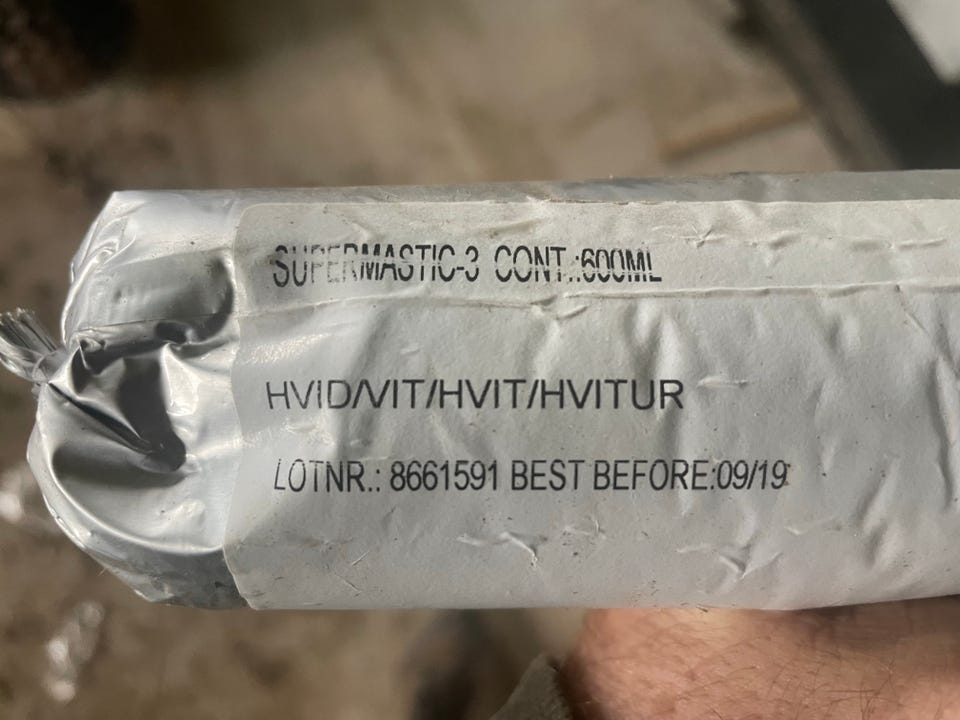 SUPERMASTIC-3 CONT.:600ML
HVID/VIT/HVIT/HVITUR
LOTNR.: 8661591 BEST BEFORE:09/19